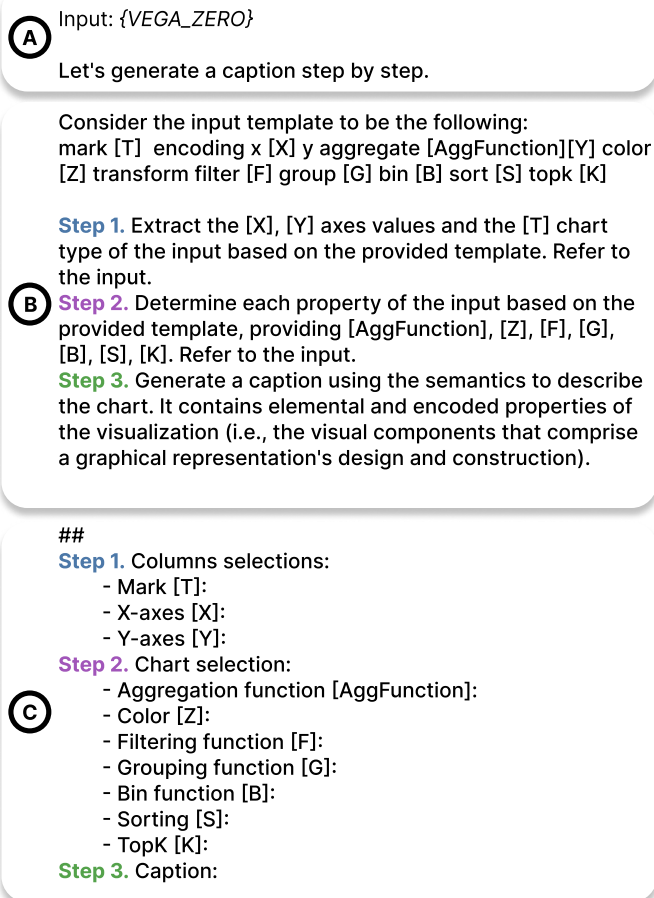 A
Input: {VEGA_ZERO}
Let's generate a caption step by step.
B
Consider the input template to be the following:
mark [T] encoding x [X] y aggregate [AggFunction][Y] color
[Z] transform filter [F] group [G] bin [B] sort [S] topk [K]
Step 1. Extract the [X], [Y] axes values and the [T] chart
type of the input based on the provided template. Refer to
the input.
Step 2. Determine each property of the input based on the
provided template, providing [AggFunction], [Z], [F], [G],
[B], [S], [K]. Refer to the input.
Step 3. Generate a caption using the semantics to describe
the chart. It contains elemental and encoded properties of
the visualization (i.e., the visual components that comprise
a graphical representation's design and construction).
C
##
Step 1. Columns selections:
- Mark [T]:
- X-axes [X]:
- Y-axes [Y]:
Step 2. Chart selection:
- Aggregation function [AggFunction]:
- Color [Z]:
- Filtering function [F]:
- Grouping function [G]:
- Bin function [B]:
- Sorting [S]:
- TopK [K]:
Step 3. Caption: